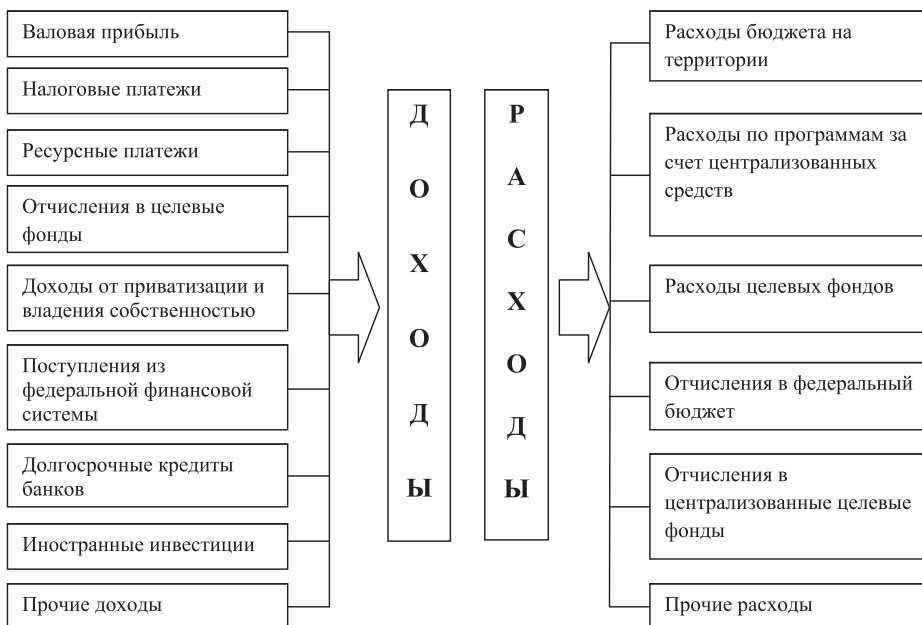 Валовая прибыль
Налоговые платежи
Ресурсные платежи
Отчисления в целевые
фонды
Доходы от приватизации и
владения собственностью
Поступления из
федеральной финансовой
системы
Долгосрочные кредиты
банков
Иностранные инвестиции
Прочие доходы
Д
О
Х
О
Д
Ы
Р
А
С
Х
О
Д
Ы
Расходы бюджета на
территории
Расходы по программам за
счет централизованных
средств
Расходы целевых фондов
Отчисления в федеральный
бюджет
Отчисления в
централизованные целевые
фонды
Прочие расходы